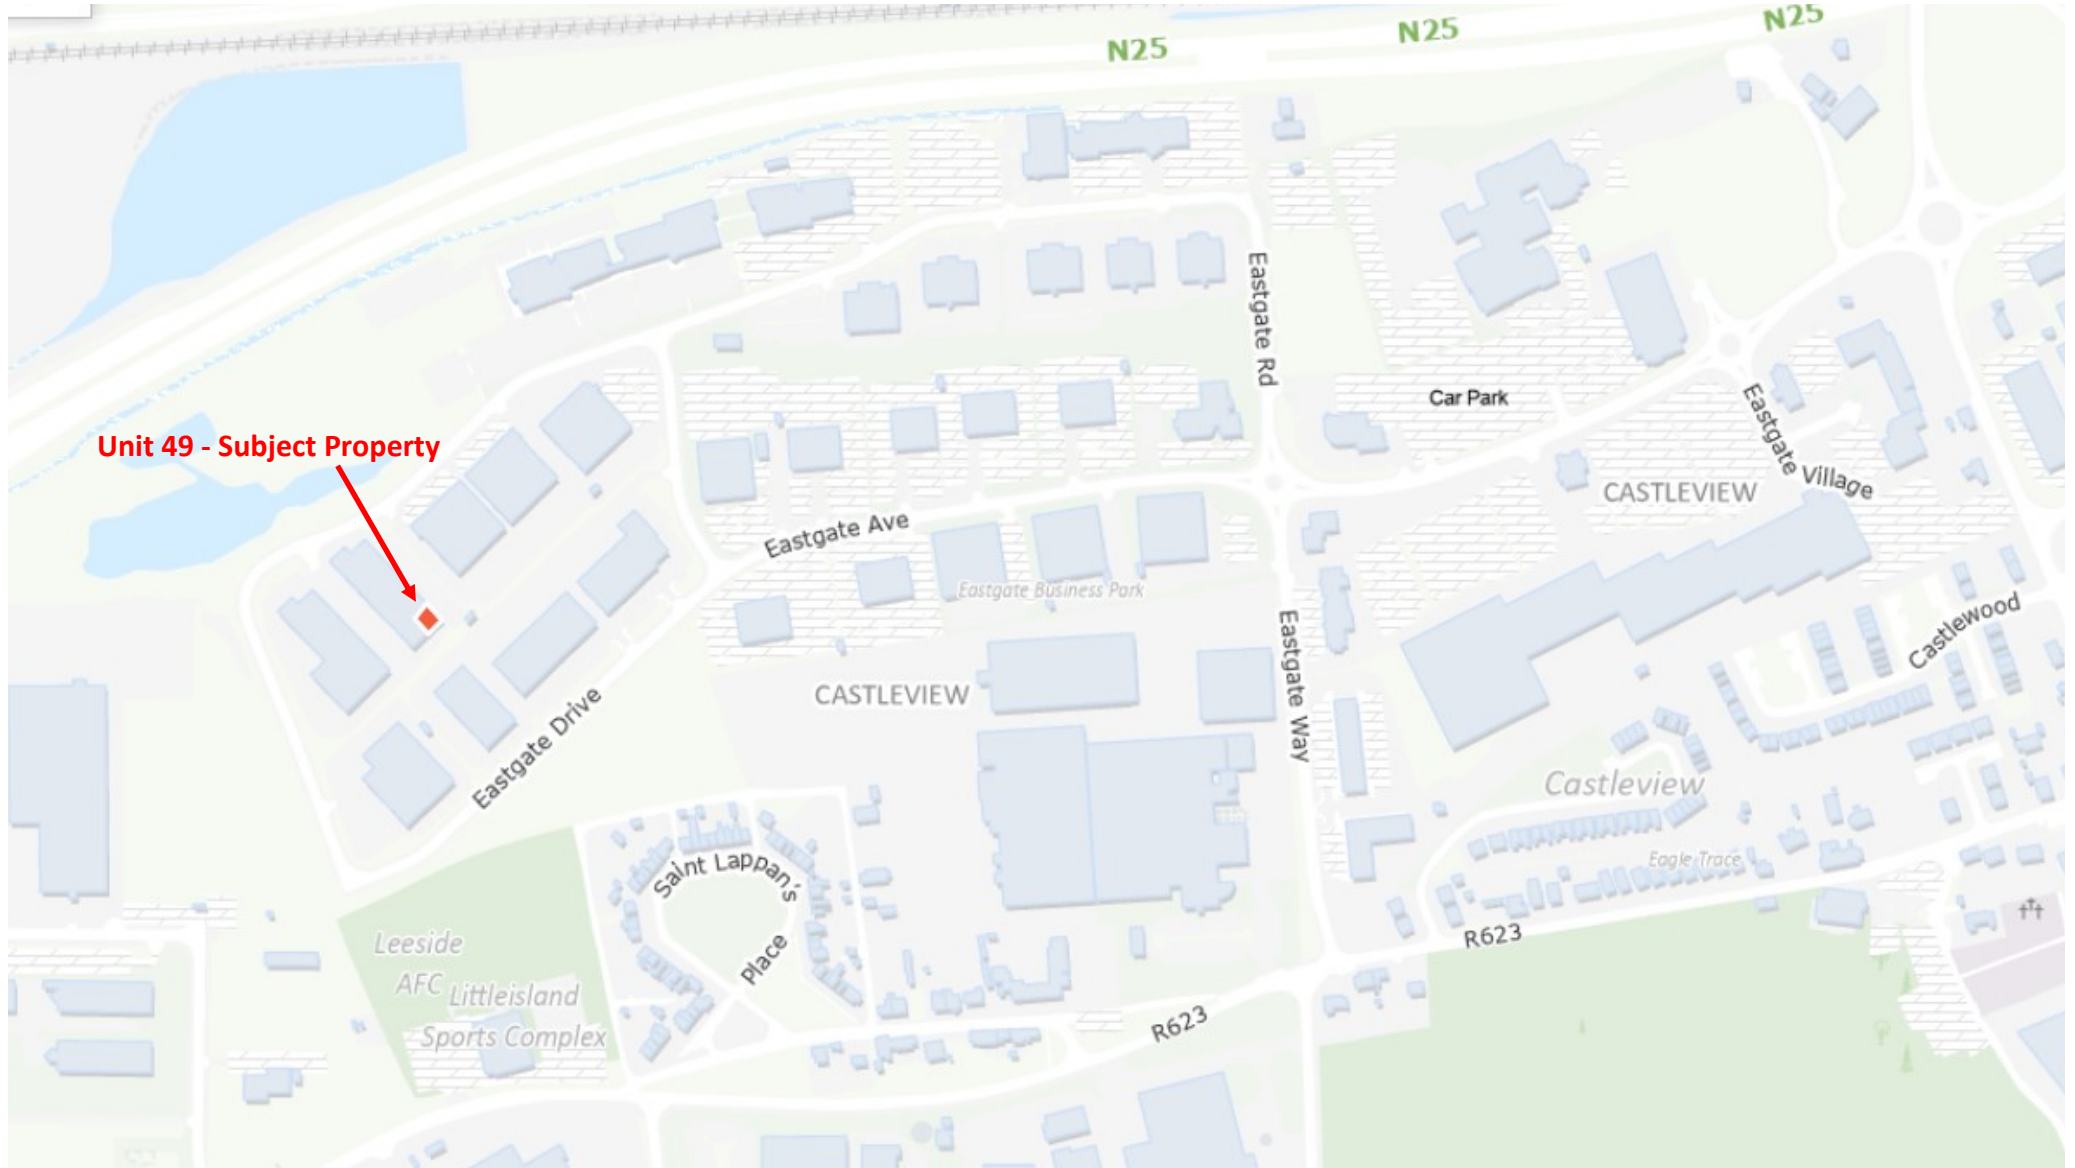 N25
N25
N25
Eastgate Rd
Car Park
Eastgate Village
Unit 49 - Subject Property
CASTLEVIEW
Eastgate Ave
Eastgate Business Park
Castlewood
Eastgate Way
CASTLEVIEW
Eastgate Drive
Castleview
Eagle Trace
Saint Lappan's
Place
R623
Leeside
AFC
Littleisland
Sports Complex
R623